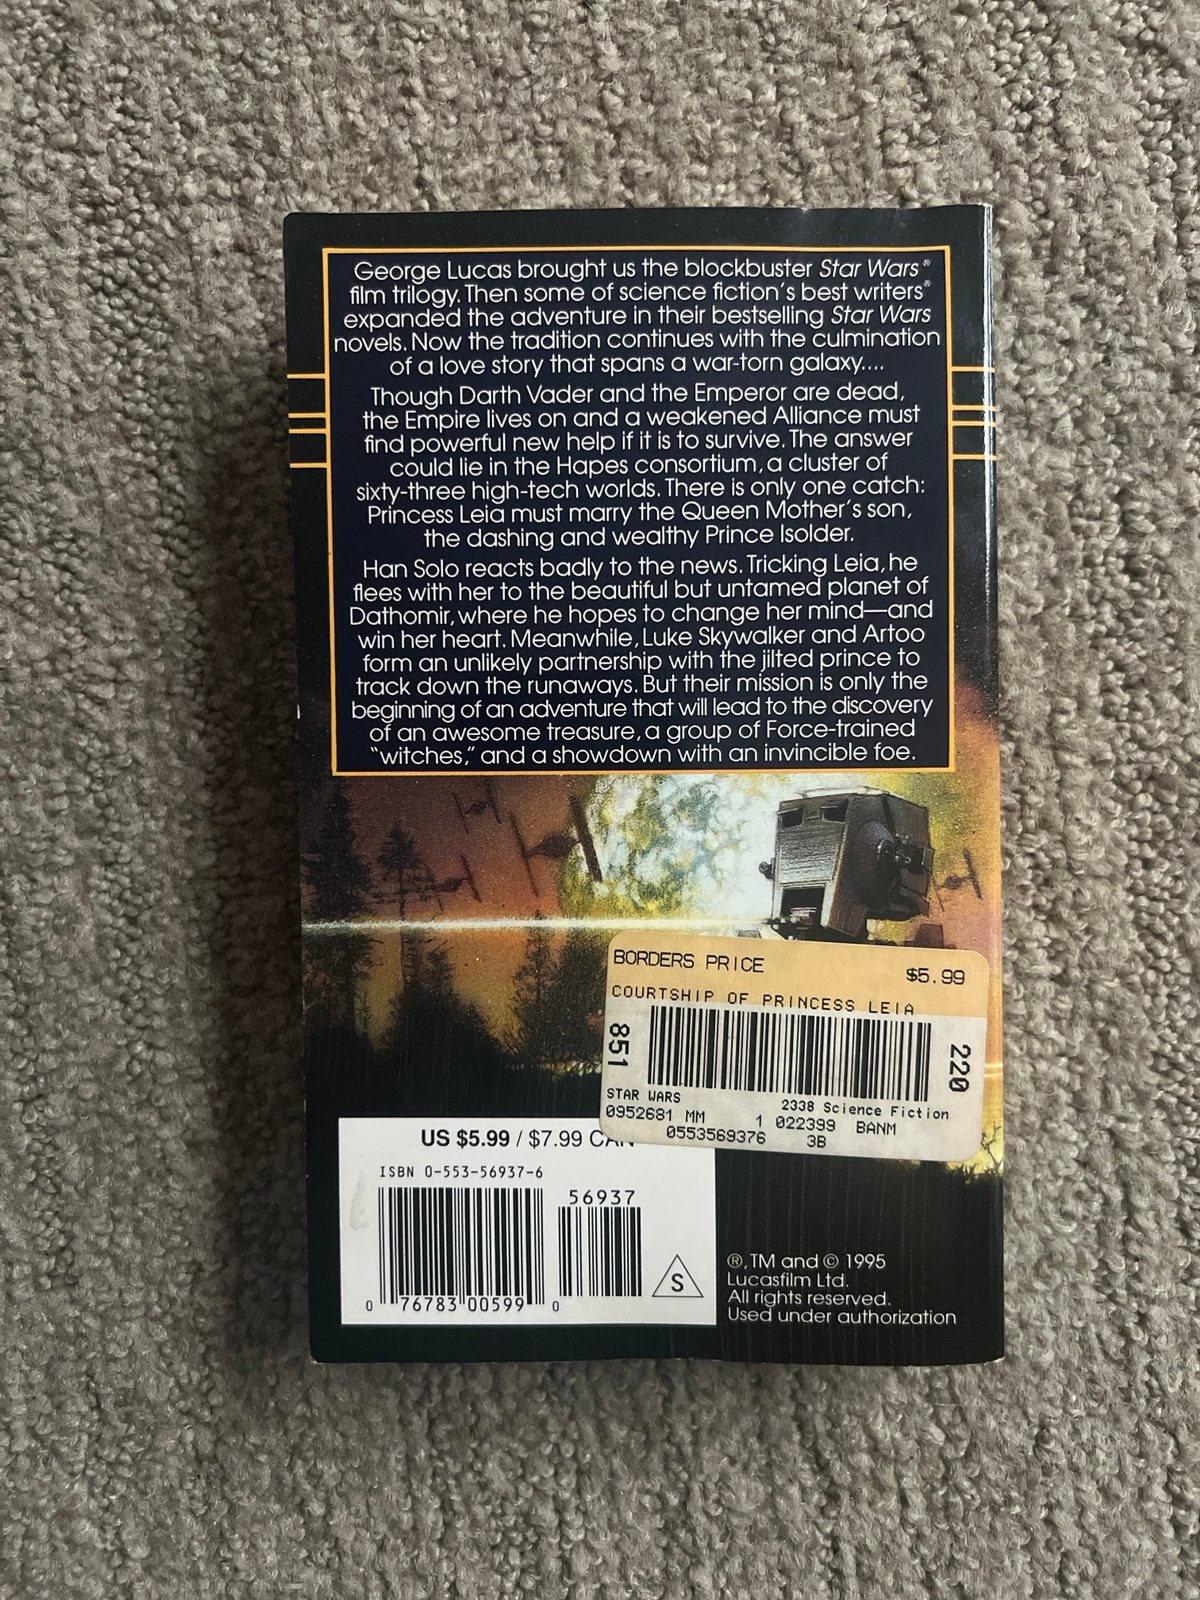 George Lucas brought us the blockbuster Star Wars®
film trilogy. Then some of science fiction's best writers®
expanded the adventure in their bestselling Star Wars
novels. Now the tradition continues with the culmination
of a love story that spans a war-torn galaxy....
Though Darth Vader and the Emperor are dead,
the Empire lives on and a weakened Alliance must
find powerful new help if it is to survive. The answer
could lie in the Hapes consortium, a cluster of
sixty-three high-tech worlds. There is only one catch:
Princess Leia must marry the Queen Mother's son,
the dashing and wealthy Prince Isolder.
Han Solo reacts badly to the news. Tricking Leia, he
flees with her to the beautiful but untamed planet of
Dathomir, where he hopes to change her mind—and
win her heart. Meanwhile, Luke Skywalker and Artoo
form an unlikely partnership with the jilted prince to
track down the runaways. But their mission is only the
beginning of an adventure that will lead to the discovery
of an awesome treasure, a group of Force-trained
"witches," and a showdown with an invincible foe.
BORDERS PRICE $5.99
COURTSHIP OF PRINCESS LEIA
851
220
STAR WARS 2338 Science Fiction
0952681 MM 1 022399 BANM
0553569376 3B
US $5.99 / $7.99 CAN
ISBN 0-553-56937-6
56937
0 76783 00599 0
S
®, TM and © 1995
Lucasfilm Ltd.
All rights reserved.
Used under authorization